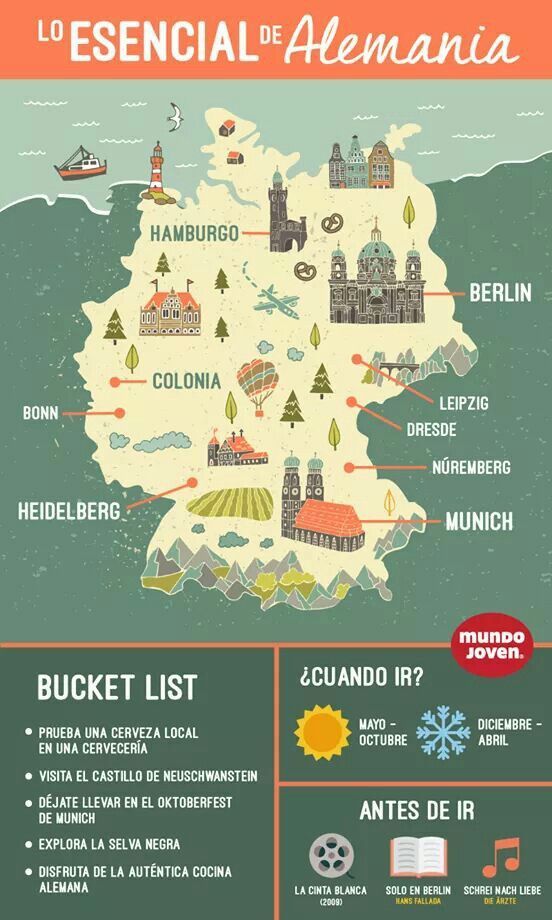 LO ESENCIAL DE Alemania
HAMBURGO
BERLIN
COLONIA
LEIPZIG
BONN
DRESDE
NÚREMBERG
HEIDELBERG
MUNICH
mundo
joven.®
BUCKET LIST
• PRUEBA UNA CERVEZA LOCAL
EN UNA CERVECERÍA
• VISITA EL CASTILLO DE NEUSCHWANSTEIN
• DÉJATE LLEVAR EN EL OKTOBERFEST
DE MUNICH
• EXPLORA LA SELVA NEGRA
• DISFRUTA DE LA AUTÉNTICA COCINA
ALEMANA
¿CUANDO IR?
MAYO -
OCTUBRE
DICIEMBRE -
ABRIL
ANTES DE IR
LA CINTA BLANCA
(2009)
SOLO EN BERLIN
HANS FALLADA
SCHREI NACH LIEBE
DIE ÄRZTE